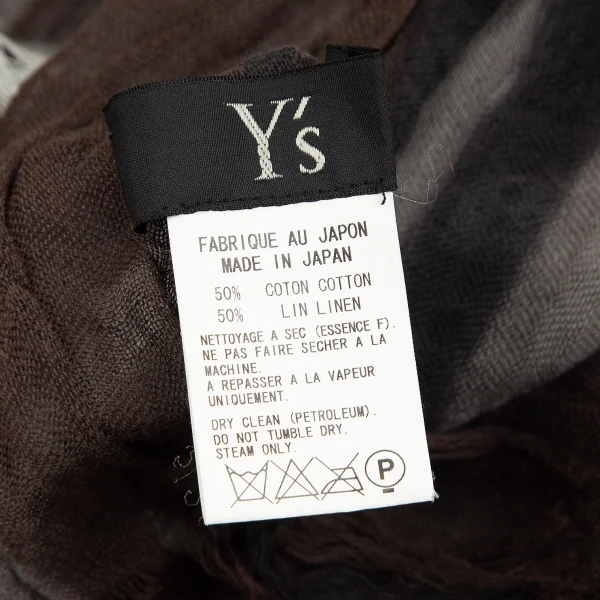 Y's
FABRIQUE AU JAPON
MADE IN JAPAN
50% COTON COTTON
50% LIN LINEN
NETTOYAGE A SEC (ESSENCE F).
NE PAS FAIRE SECHER A LA
MACHINE.
A REPASSER A LA VAPEUR
UNIQUEMENT.
DRY CLEAN (PETROLEUM).
DO NOT TUMBLE DRY.
STEAM ONLY.
P